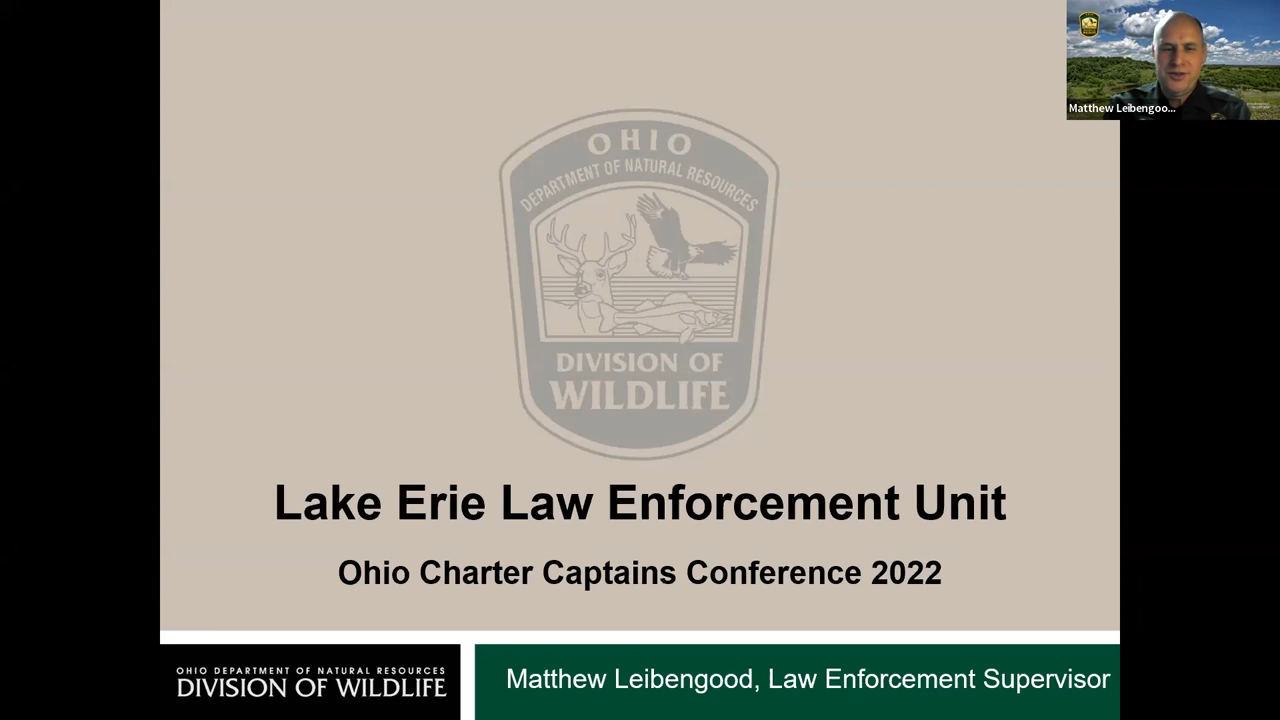 Matthew Leibengoo...
OHIO
DEPARTMENT OF NATURAL RESOURCES
DIVISION OF
WILDLIFE
Lake Erie Law Enforcement Unit
Ohio Charter Captains Conference 2022
OHIO DEPARTMENT OF NATURAL RESOURCES
DIVISION OF WILDLIFE
Matthew Leibengood, Law Enforcement Supervisor